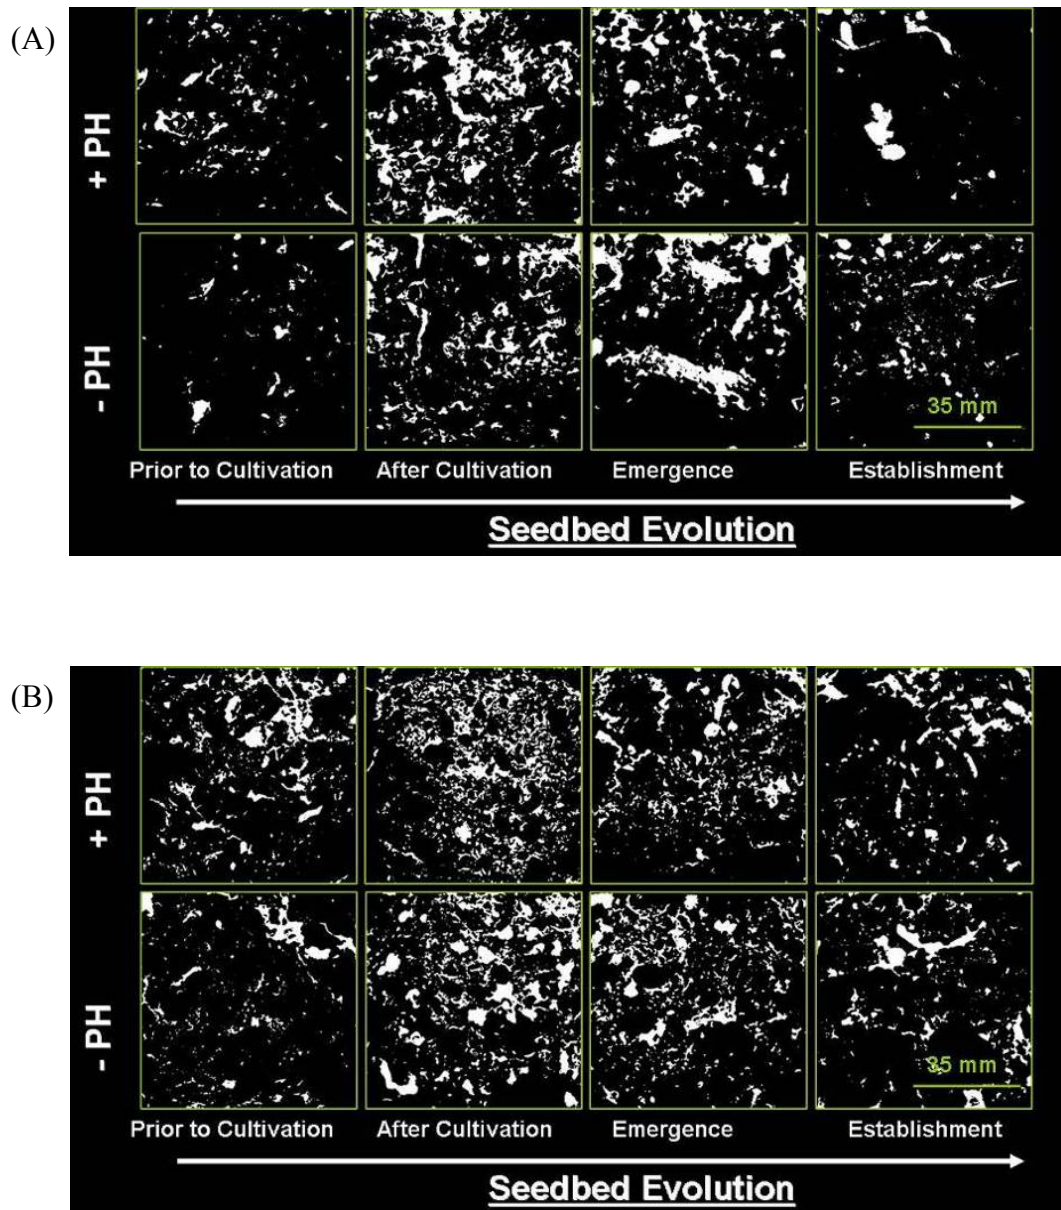 (A)
+ PH
- PH
35 mm
Prior to Cultivation After Cultivation Emergence Establishment
Seedbed Evolution
(B)
+ PH
- PH
35 mm
Prior to Cultivation After Cultivation Emergence Establishment
Seedbed Evolution